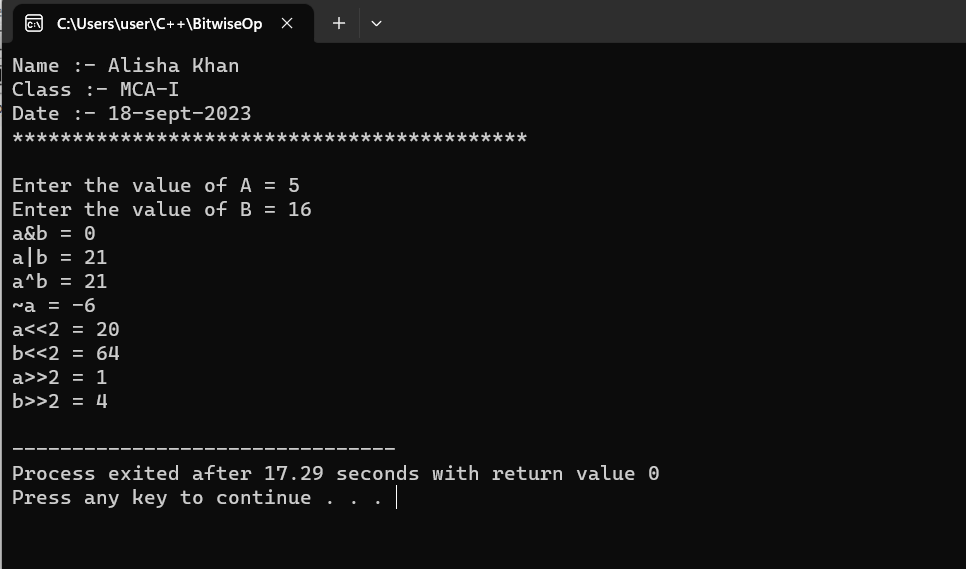 C:\Users\user\C++\BitwiseOp
Name :- Alisha Khan
Class :- MCA-I
Date :- 18-sept-2023
*******************************************
Enter the value of A = 5
Enter the value of B = 16
a&b = 0
a|b = 21
a^b = 21
~a = -6
a<<2 = 20
b<<2 = 64
a>>2 = 1
b>>2 = 4
--------------------------------
Process exited after 17.29 seconds with return value 0
Press any key to continue . . .